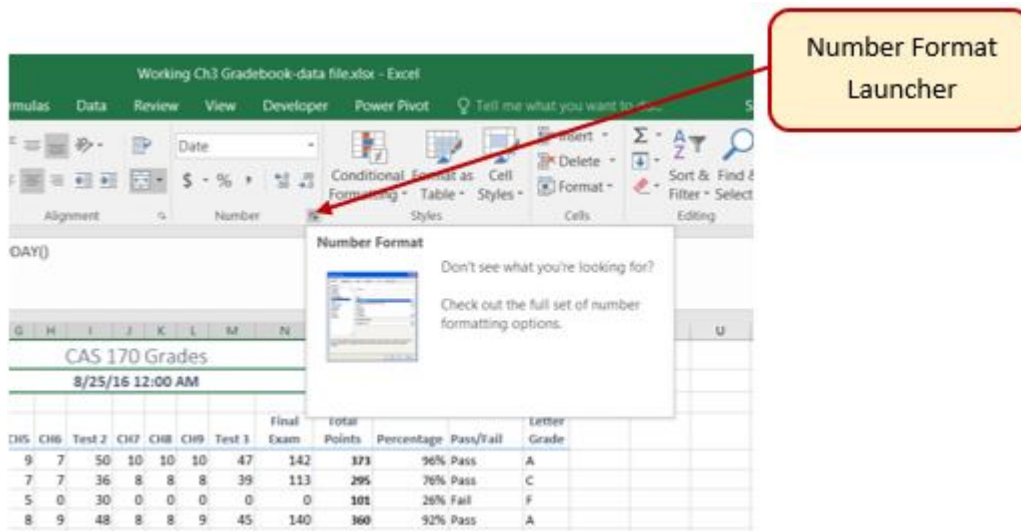 Number Format
Launcher
Working Ch3 Gradebook-data file.xlsx - Excel
rmulas Data Review View Developer Power Pivot Tell me what you want to
Date
Insert
$ % ,
Conditional Format as Cell
Formatting Table Styles
Delete
Format
Sort & Find &
Filter Select
Alignment Number Styles Cells Editing
DAY()
Number Format
Don't see what you're looking for?
Check out the full set of number
formatting options.
G H I J K L M N U
CAS 170 Grades
8/25/16 12:00 AM
Final Total Letter
CH5 CH6 Test 2 CH7 CH8 CH9 Test 3 Exam Points Percentage Pass/Fail Grade
9 7 50 10 10 10 47 142 373 96% Pass A
7 7 36 8 8 8 39 113 295 76% Pass C
5 0 30 0 0 0 0 0 101 26% Fail F
8 9 48 8 8 9 45 140 360 92% Pass A